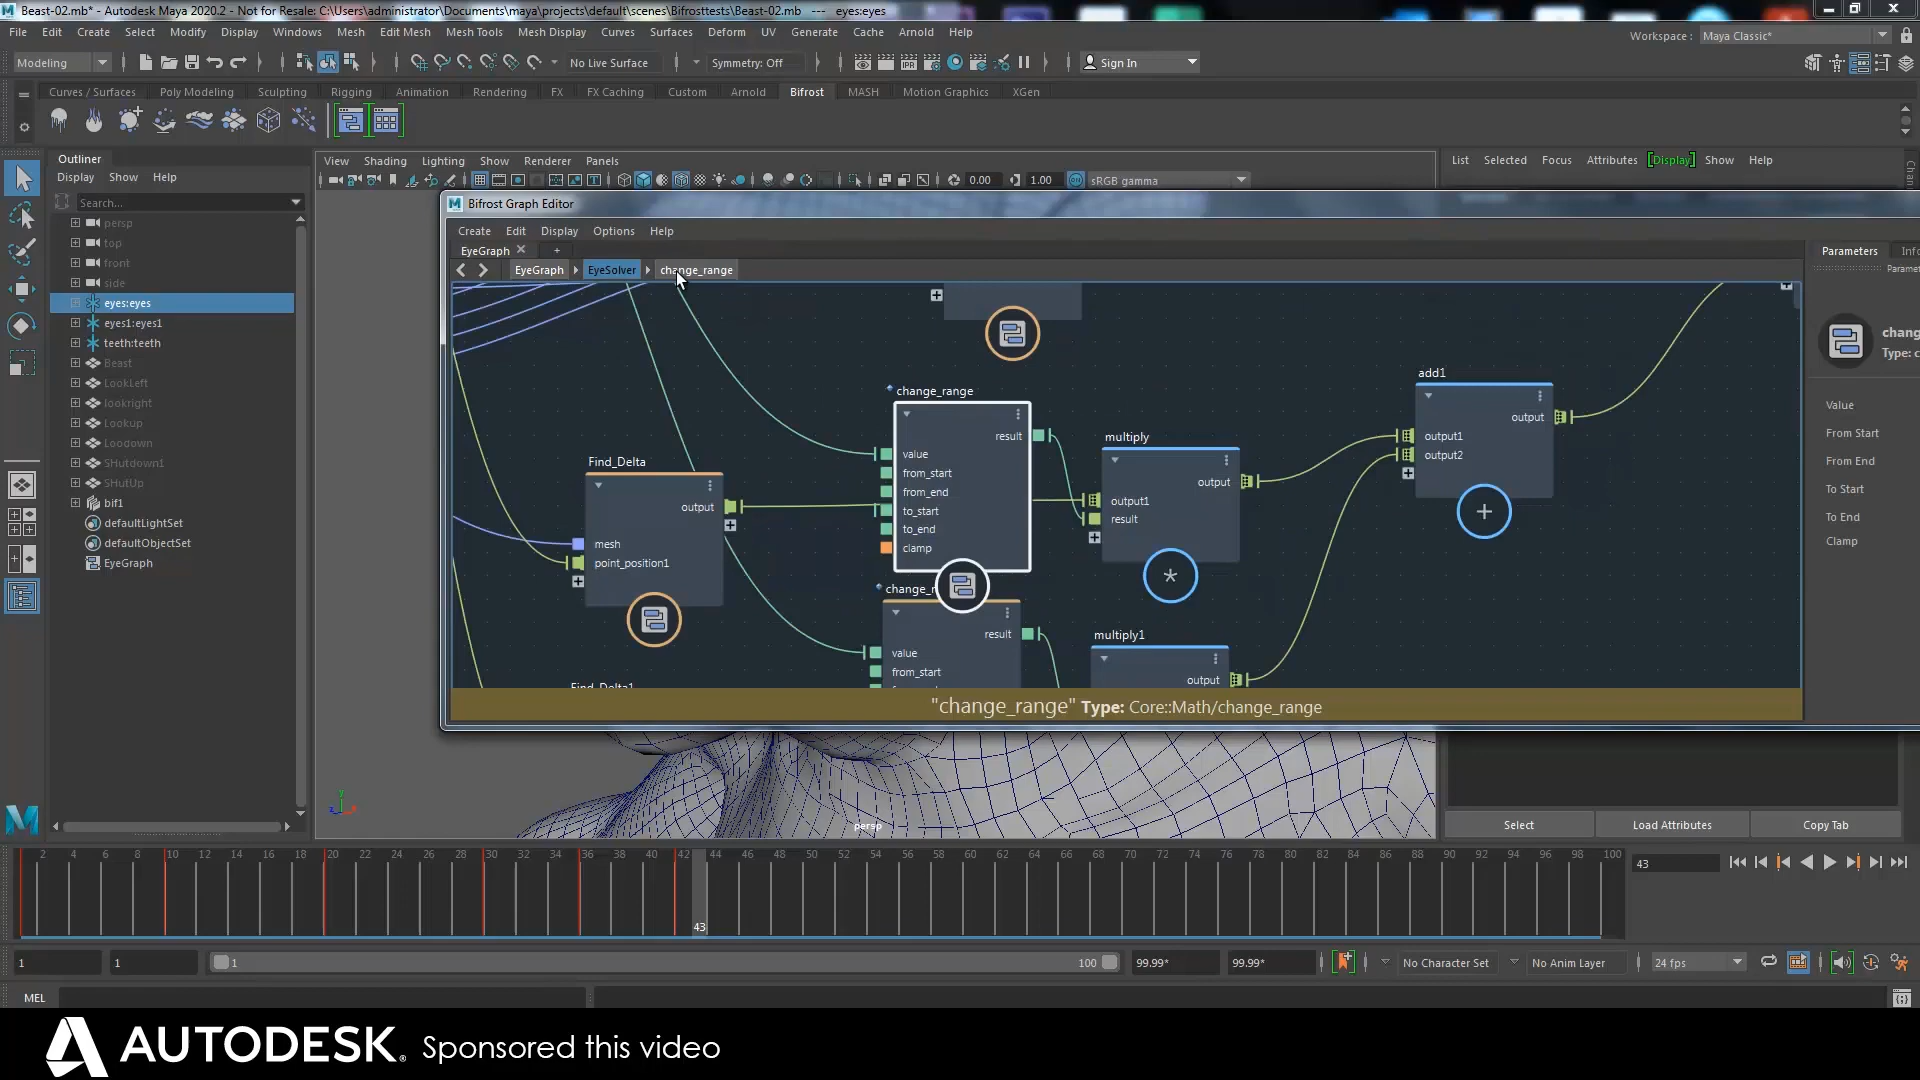 Beast-02.mb* - Autodesk Maya 2020.2 - Not for Resale: C:\Users\administrator\Documents\maya\projects\default\scenes\Bifrosttests\Beast-02.mb --- eyes:eyes
File Edit Create Select Modify Display Windows Mesh Edit Mesh Mesh Tools Mesh Display Curves Surfaces Deform UV Generate Cache Arnold Help
Workspace : Maya Classic*
Modeling No Live Surface Symmetry: Off Sign In
Curves / Surfaces Poly Modeling Sculpting Rigging Animation Rendering FX FX Caching Custom Arnold Bifrost MASH Motion Graphics XGen
Outliner
Display Show Help
Search...
persp
top
front
side
eyes:eyes
eyes1:eyes1
teeth:teeth
Beast
LookLeft
lookright
Lookup
Loodown
SHutdown1
SHutUp
bif1
defaultLightSet
defaultObjectSet
EyeGraph
View Shading Lighting Show Renderer Panels
0.00 1.00 sRGB gamma
List Selected Focus Attributes [Display] Show Help
Bifrost Graph Editor
Create Edit Display Options Help
EyeGraph
EyeGraph EyeSolver change_range
Find_Delta
output
mesh
point_position1
change_range
result
value
from_start
from_end
to_start
to_end
clamp
result
value
from_start
multiply
output
output1
result
multiply1
output
add1
output
output1
output2
"change_range" Type: Core::Math/change_range
Parameters
Value
From Start
From End
To Start
To End
Clamp
persp
Select Load Attributes Copy Tab
2 4 6 8 10 12 14 16 18 20 22 24 26 28 30 32 34 36 38 40 42 44 46 48 50 52 54 56 58 60 62 64 66 68 70 72 74 76 78 80 82 84 86 88 90 92 94 96 98 100
43
43
1 1 1 100 99.99* 99.99* No Character Set No Anim Layer 24 fps
MEL
AUTODESK. Sponsored this video